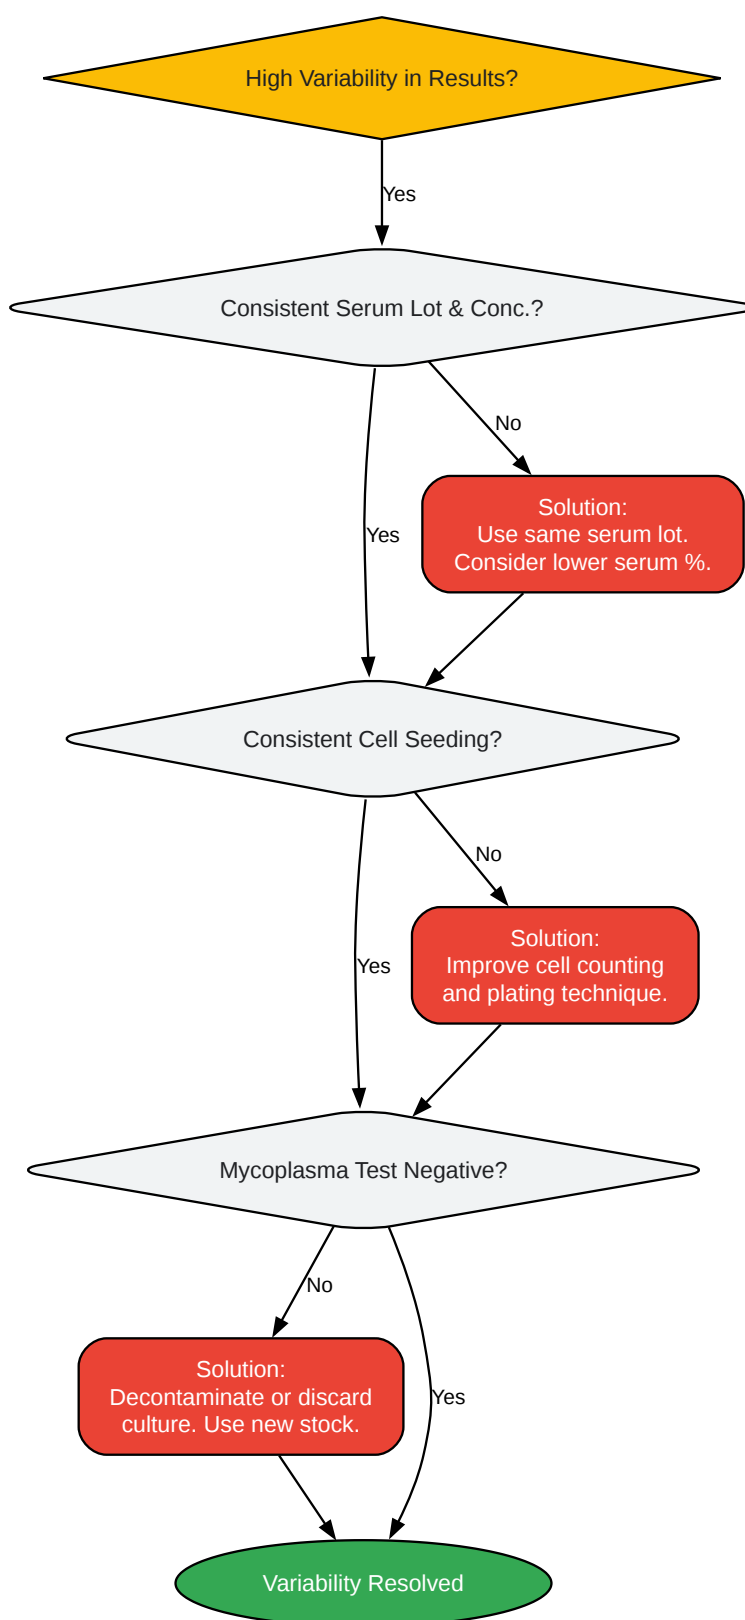 High Variability in Results?
Yes
Consistent Serum Lot & Conc.?
No
Solution:
Use same serum lot.
Consider lower serum %.
Yes
Consistent Cell Seeding?
No
Solution:
Improve cell counting
and plating technique.
Yes
Mycoplasma Test Negative?
No
Solution:
Decontaminate or discard
culture. Use new stock.
Yes
Variability Resolved